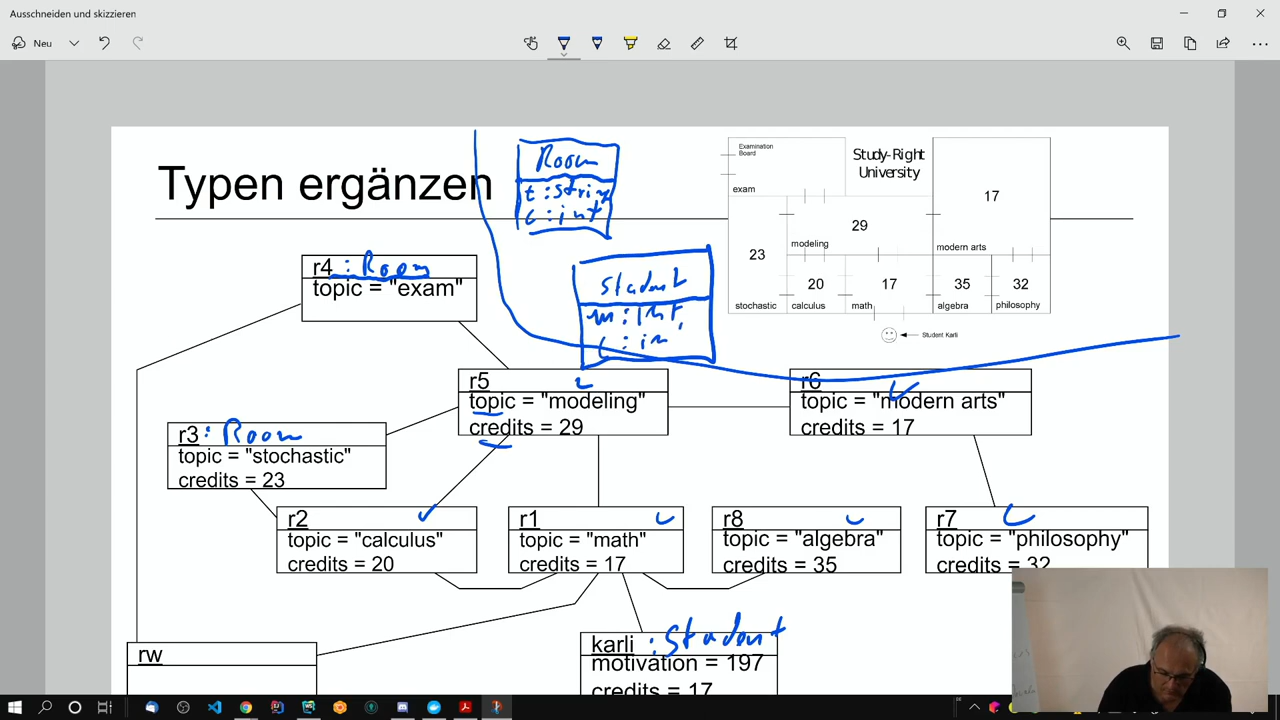 Ausschneiden und skizzieren
Neu
Typen ergänzen
Room
t : String
c : int
Student
m : Int,
c : in
Examination
Board
Study-Right
University
exam
17
29
modeling
modern arts
23
20
17
35
32
stochastic
calculus
math
algebra
philosophy
Student Karli
r4 : Room
topic = "exam"
r5
topic = "modeling"
credits = 29
r6
topic = "modern arts"
credits = 17
r3 : Room
topic = "stochastic"
credits = 23
r2
topic = "calculus"
credits = 20
r1
topic = "math"
credits = 17
r8
topic = "algebra"
credits = 35
r7
topic = "philosophy"
credits = 32
rw
karli : Student
motivation = 197
credits = 17